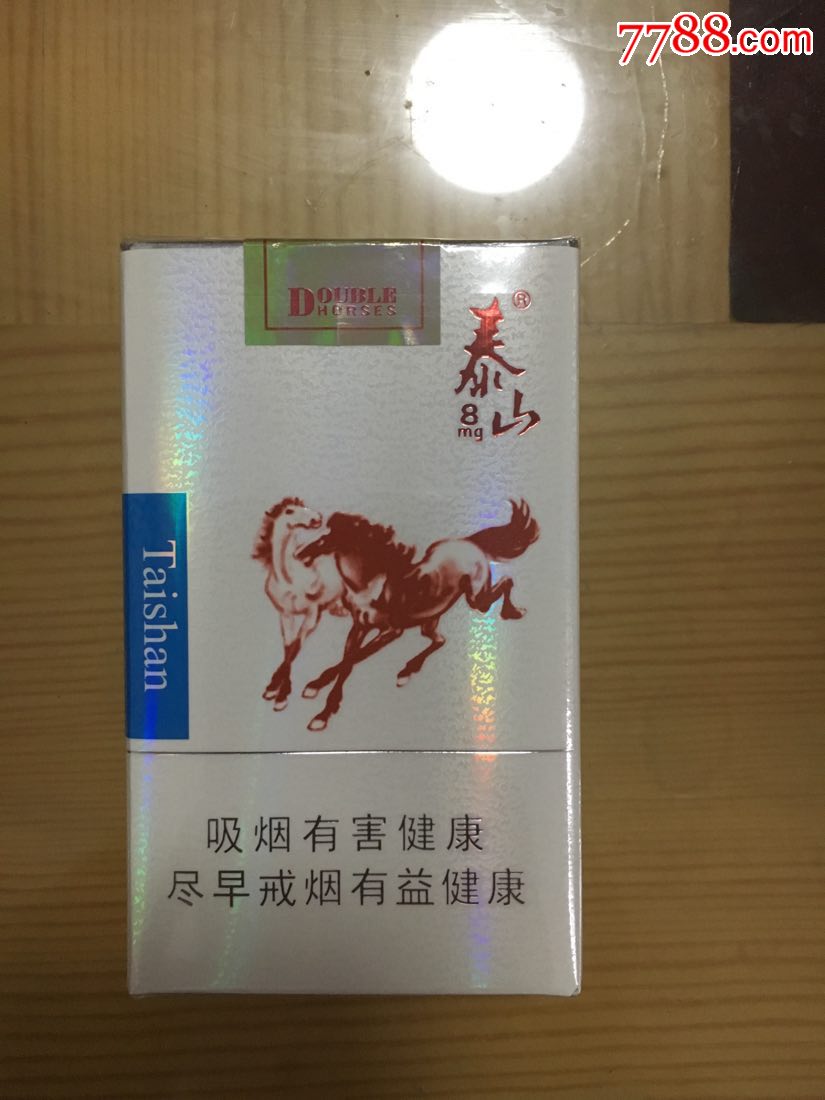 7788.com
DOUBLE
HORSES
泰山®
8
mg
Taishan
吸烟有害健康
尽早戒烟有益健康